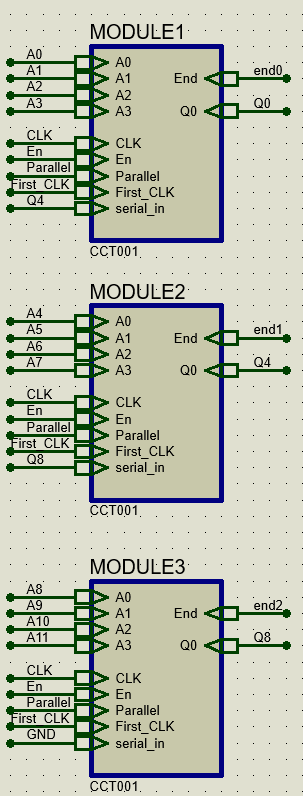 MODULE1
A0 A0
A1 A1 End end0
A2 A2
A3 A3 Q0 Q0
CLK CLK
En En
Parallel Parallel
First_CLK First_CLK
Q4 serial_in
CCT001
MODULE2
A4 A0
A5 A1 End end1
A6 A2
A7 A3 Q0 Q4
CLK CLK
En En
Parallel Parallel
First_CLK First_CLK
Q8 serial_in
CCT001
MODULE3
A8 A0
A9 A1 End end2
A10 A2
A11 A3 Q0 Q8
CLK CLK
En En
Parallel Parallel
First_CLK First_CLK
GND serial_in
CCT001